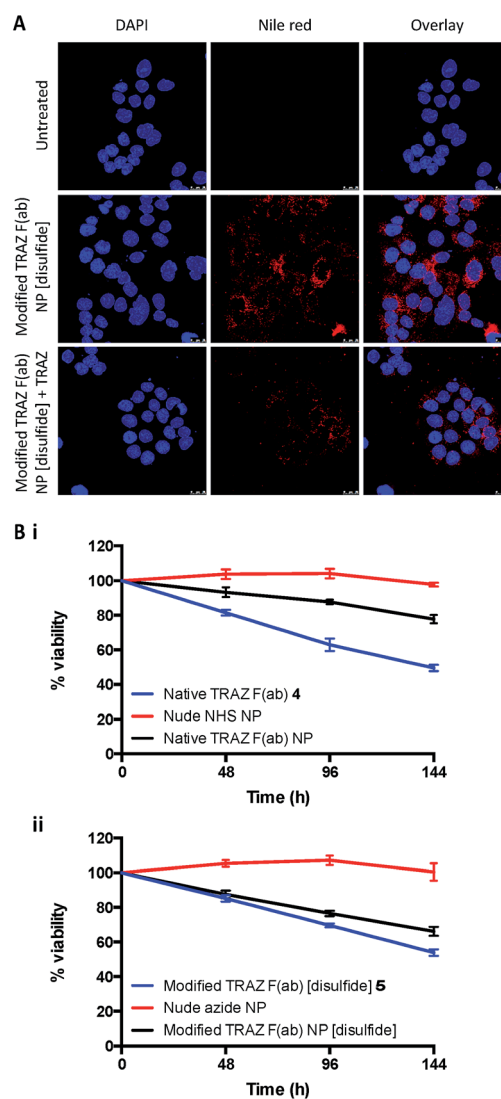 A
DAPI Nile red Overlay
Untreated
Modified TRAZ F(ab)
NP [disulfide]
Modified TRAZ F(ab)
NP [disulfide] + TRAZ
B i
120
100
80
60
40
20
0
% viability
Native TRAZ F(ab) 4
Nude NHS NP
Native TRAZ F(ab) NP
0 48 96 144
Time (h)
ii
120
100
80
60
40
20
0
% viability
Modified TRAZ F(ab) [disulfide] 5
Nude azide NP
Modified TRAZ F(ab) NP [disulfide]
0 48 96 144
Time (h)